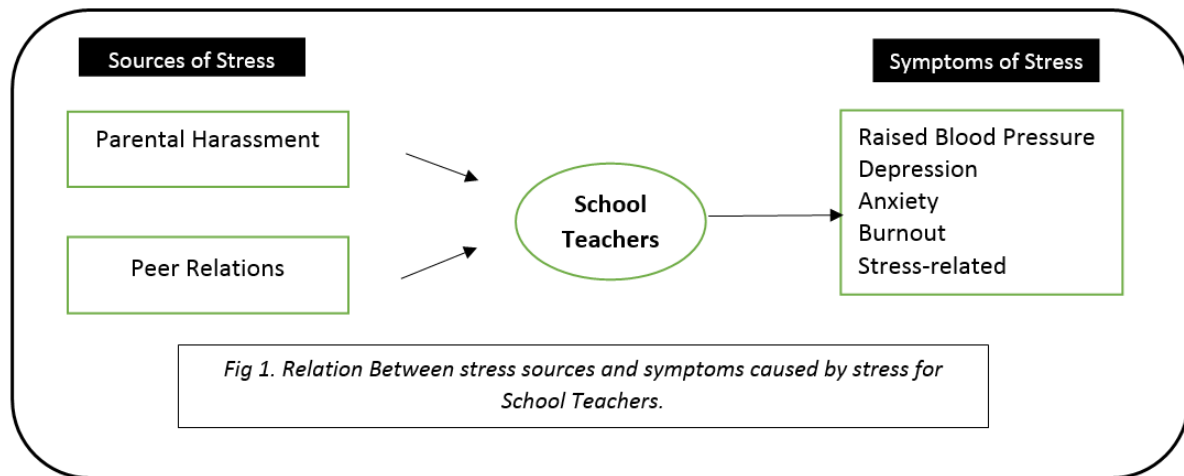 Sources of Stress
Symptoms of Stress
Parental Harassment
Peer Relations
School
Teachers
Raised Blood Pressure
Depression
Anxiety
Burnout
Stress-related
Fig 1. Relation Between stress sources and symptoms caused by stress for
School Teachers.